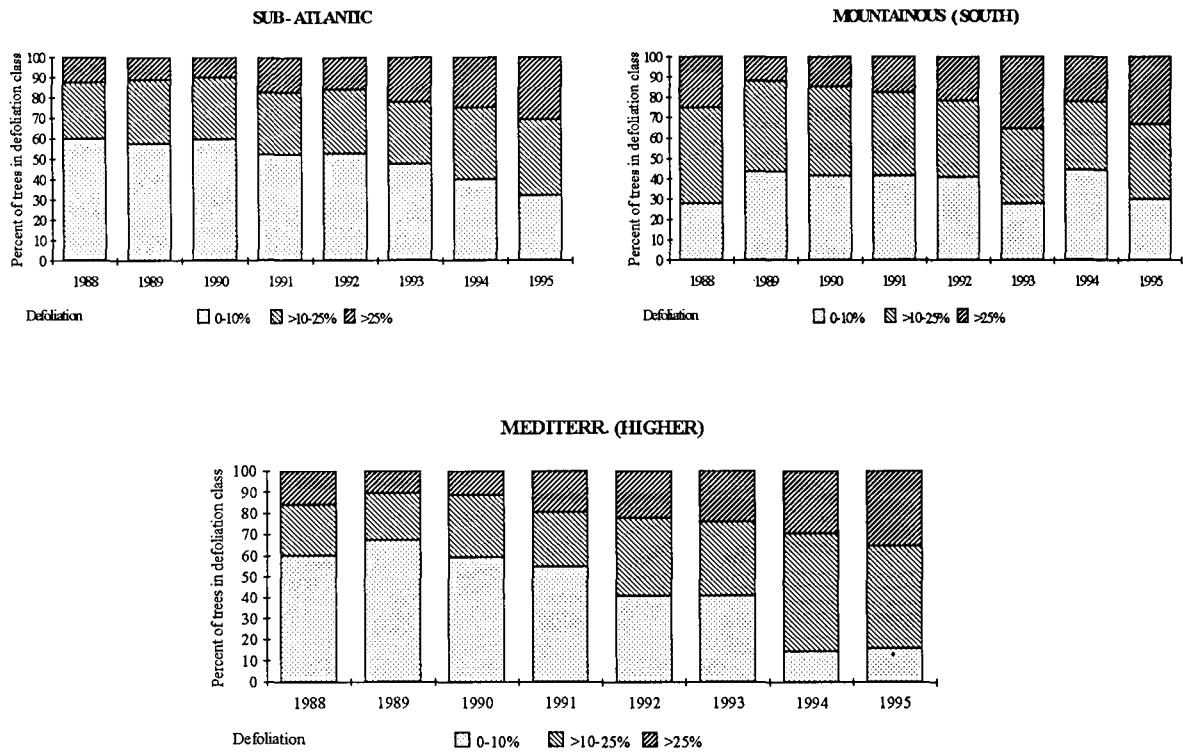 SUB- ATLANTIC
Percent of trees in defoliation class
100
90
80
70
60
50
40
30
20
10
0
1988 1989 1990 1991 1992 1993 1994 1995
Defoliation 0-10% >10-25% >25%
MOUNTAINOUS (SOUTH)
Percent of trees in defoliation class
100
90
80
70
60
50
40
30
20
10
0
1988 1989 1990 1991 1992 1993 1994 1995
Defoliation 0-10% >10-25% >25%
MEDITERR. (HIGHER)
Percent of trees in defoliation class
100
90
80
70
60
50
40
30
20
10
0
1988 1989 1990 1991 1992 1993 1994 1995
Defoliation 0-10% >10-25% >25%